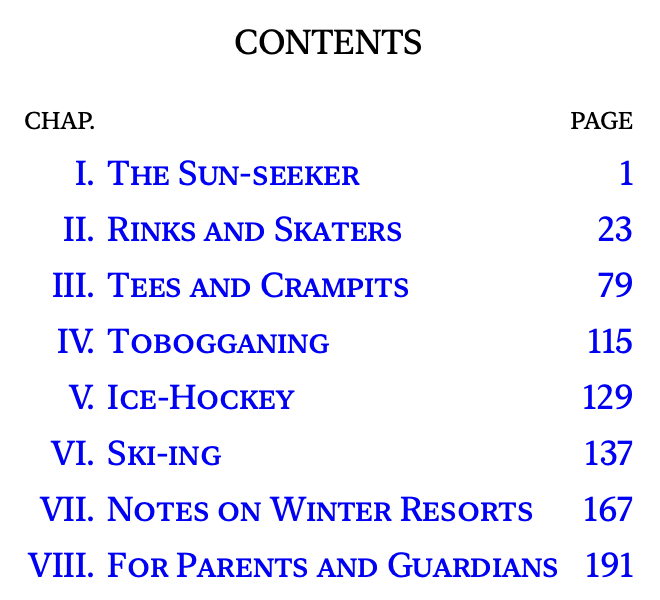 CONTENTS
CHAP. PAGE
I. The Sun-seeker 1
II. Rinks and Skaters 23
III. Tees and Crampits 79
IV. Tobogganing 115
V. Ice-Hockey 129
VI. Ski-ing 137
VII. Notes on Winter Resorts 167
VIII. For Parents and Guardians 191